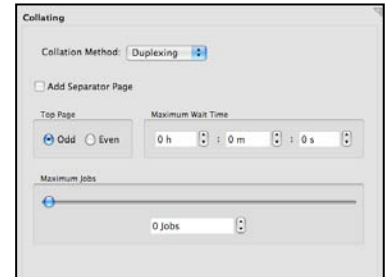 Collating
Collation Method: Duplexing
Add Separator Page
Top Page
Maximum Wait Time
Odd Even
0 h : 0 m : 0 s
Maximum Jobs
0 Jobs